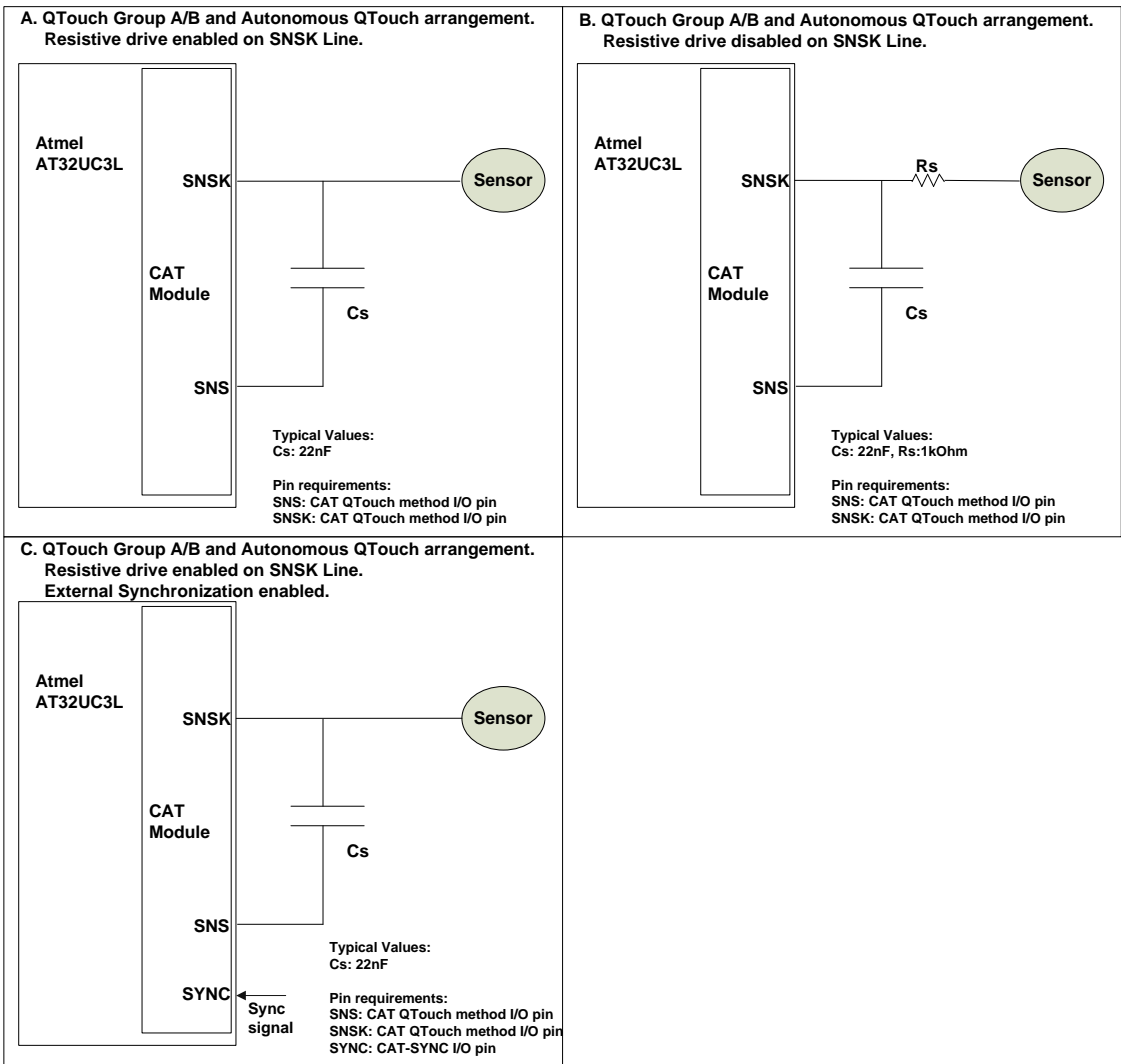 A. QTouch Group A/B and Autonomous QTouch arrangement.
Resistive drive enabled on SNSK Line.
Atmel
AT32UC3L
SNSK
Sensor
CAT
Module
Cs
SNS
Typical Values:
Cs: 22nF
Pin requirements:
SNS: CAT QTouch method I/O pin
SNSK: CAT QTouch method I/O pin
B. QTouch Group A/B and Autonomous QTouch arrangement.
Resistive drive disabled on SNSK Line.
Atmel
AT32UC3L
Rs
SNSK
Sensor
CAT
Module
Cs
SNS
Typical Values:
Cs: 22nF, Rs:1kOhm
Pin requirements:
SNS: CAT QTouch method I/O pin
SNSK: CAT QTouch method I/O pin
C. QTouch Group A/B and Autonomous QTouch arrangement.
Resistive drive enabled on SNSK Line.
External Synchronization enabled.
Atmel
AT32UC3L
SNSK
Sensor
CAT
Module
Cs
SNS
Typical Values:
Cs: 22nF
SYNC
Sync
signal
Pin requirements:
SNS: CAT QTouch method I/O pin
SNSK: CAT QTouch method I/O pin
SYNC: CAT-SYNC I/O pin